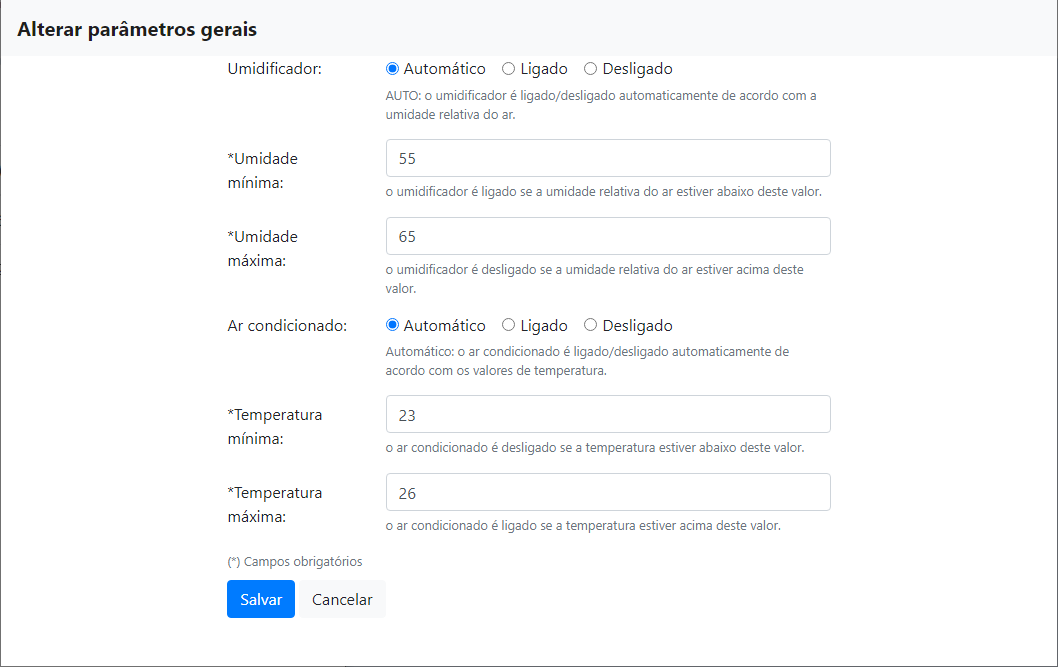 Alterar parâmetros gerais
Umidificador:
Automático Ligado Desligado
AUTO: o umidificador é ligado/desligado automaticamente de acordo com a
umidade relativa do ar.
*Umidade
mínima:
55
o umidificador é ligado se a umidade relativa do ar estiver abaixo deste valor.
*Umidade
máxima:
65
o umidificador é desligado se a umidade relativa do ar estiver acima deste
valor.
Ar condicionado:
Automático Ligado Desligado
Automático: o ar condicionado é ligado/desligado automaticamente de
acordo com os valores de temperatura.
*Temperatura
mínima:
23
o ar condicionado é desligado se a temperatura estiver abaixo deste valor.
*Temperatura
máxima:
26
o ar condicionado é ligado se a temperatura estiver acima deste valor.
(*) Campos obrigatórios
Salvar Cancelar